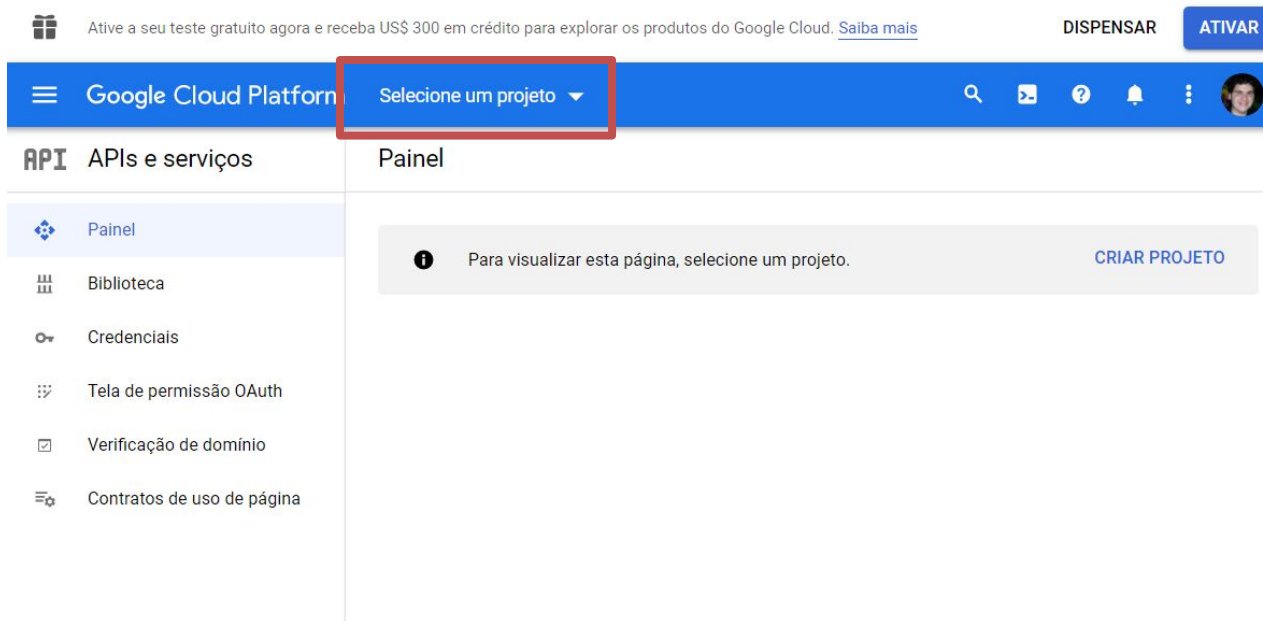 Ative a seu teste gratuito agora e receba US$ 300 em crédito para explorar os produtos do Google Cloud. Saiba mais
DISPENSAR
ATIVAR
Google Cloud Platform
Selecione um projeto
API APIs e serviços
Painel
Painel
Para visualizar esta página, selecione um projeto.
CRIAR PROJETO
Biblioteca
Credenciais
Tela de permissão OAuth
Verificação de domínio
Contratos de uso de página